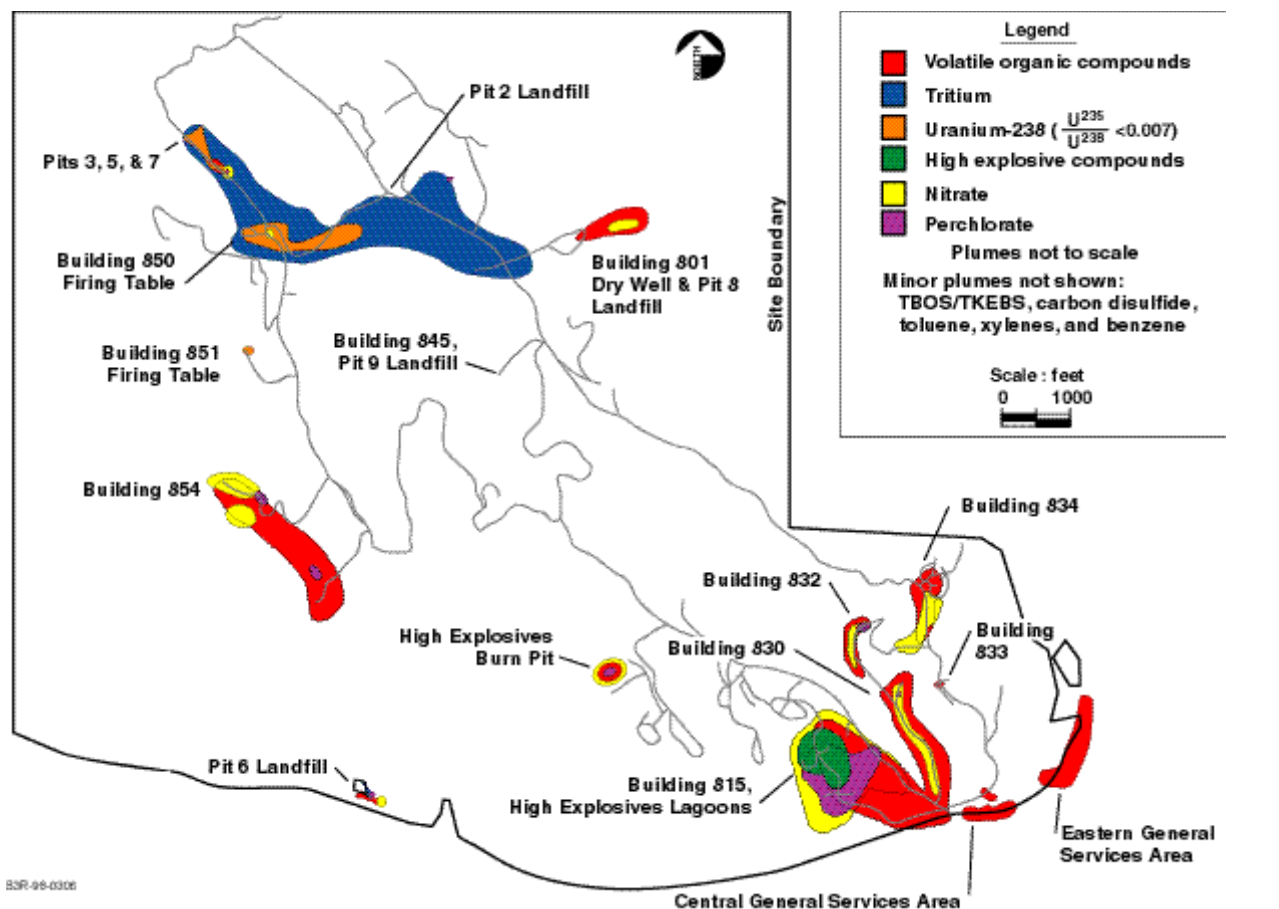 Legend
Volatile organic compounds
Tritium
Uranium-238 ( U235/U238 <0.007)
High explosive compounds
Nitrate
Perchlorate
Plumes not to scale
Minor plumes not shown:
TBOS/TKEBS, carbon disulfide,
toluene, xylenes, and benzene
Scale : feet
0 1000
NORTH
Pit 2 Landfill
Pits 3, 5, & 7
Site Boundary
Building 850
Firing Table
Building 801
Dry Well & Pit 8
Landfill
Building 851
Firing Table
Building 845,
Pit 9 Landfill
Building 854
Building 834
Building 832
High Explosives
Burn Pit
Building 830
Building
833
Pit 6 Landfill
Building 815,
High Explosives Lagoons
Eastern General
Services Area
Central General Services Area
S3R-98-0306